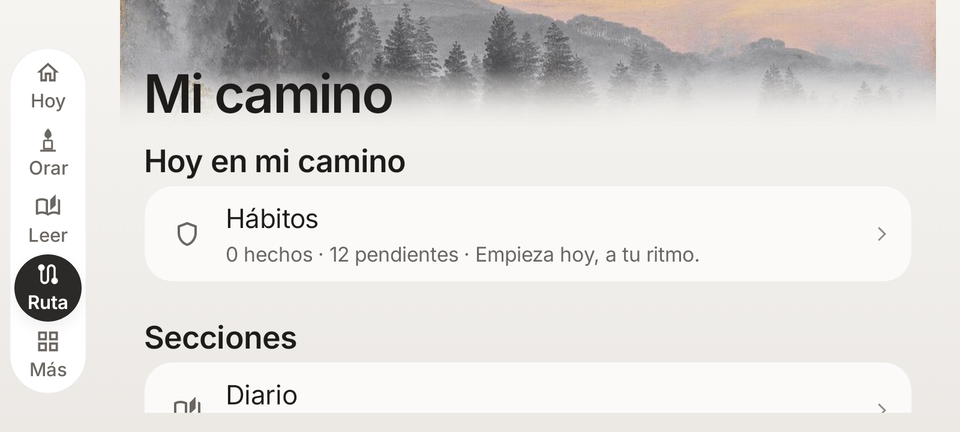 Hoy
Orar
Leer
Ruta
Más
Mi camino
Hoy en mi camino
Hábitos
0 hechos · 12 pendientes · Empieza hoy, a tu ritmo.
Secciones
Diario